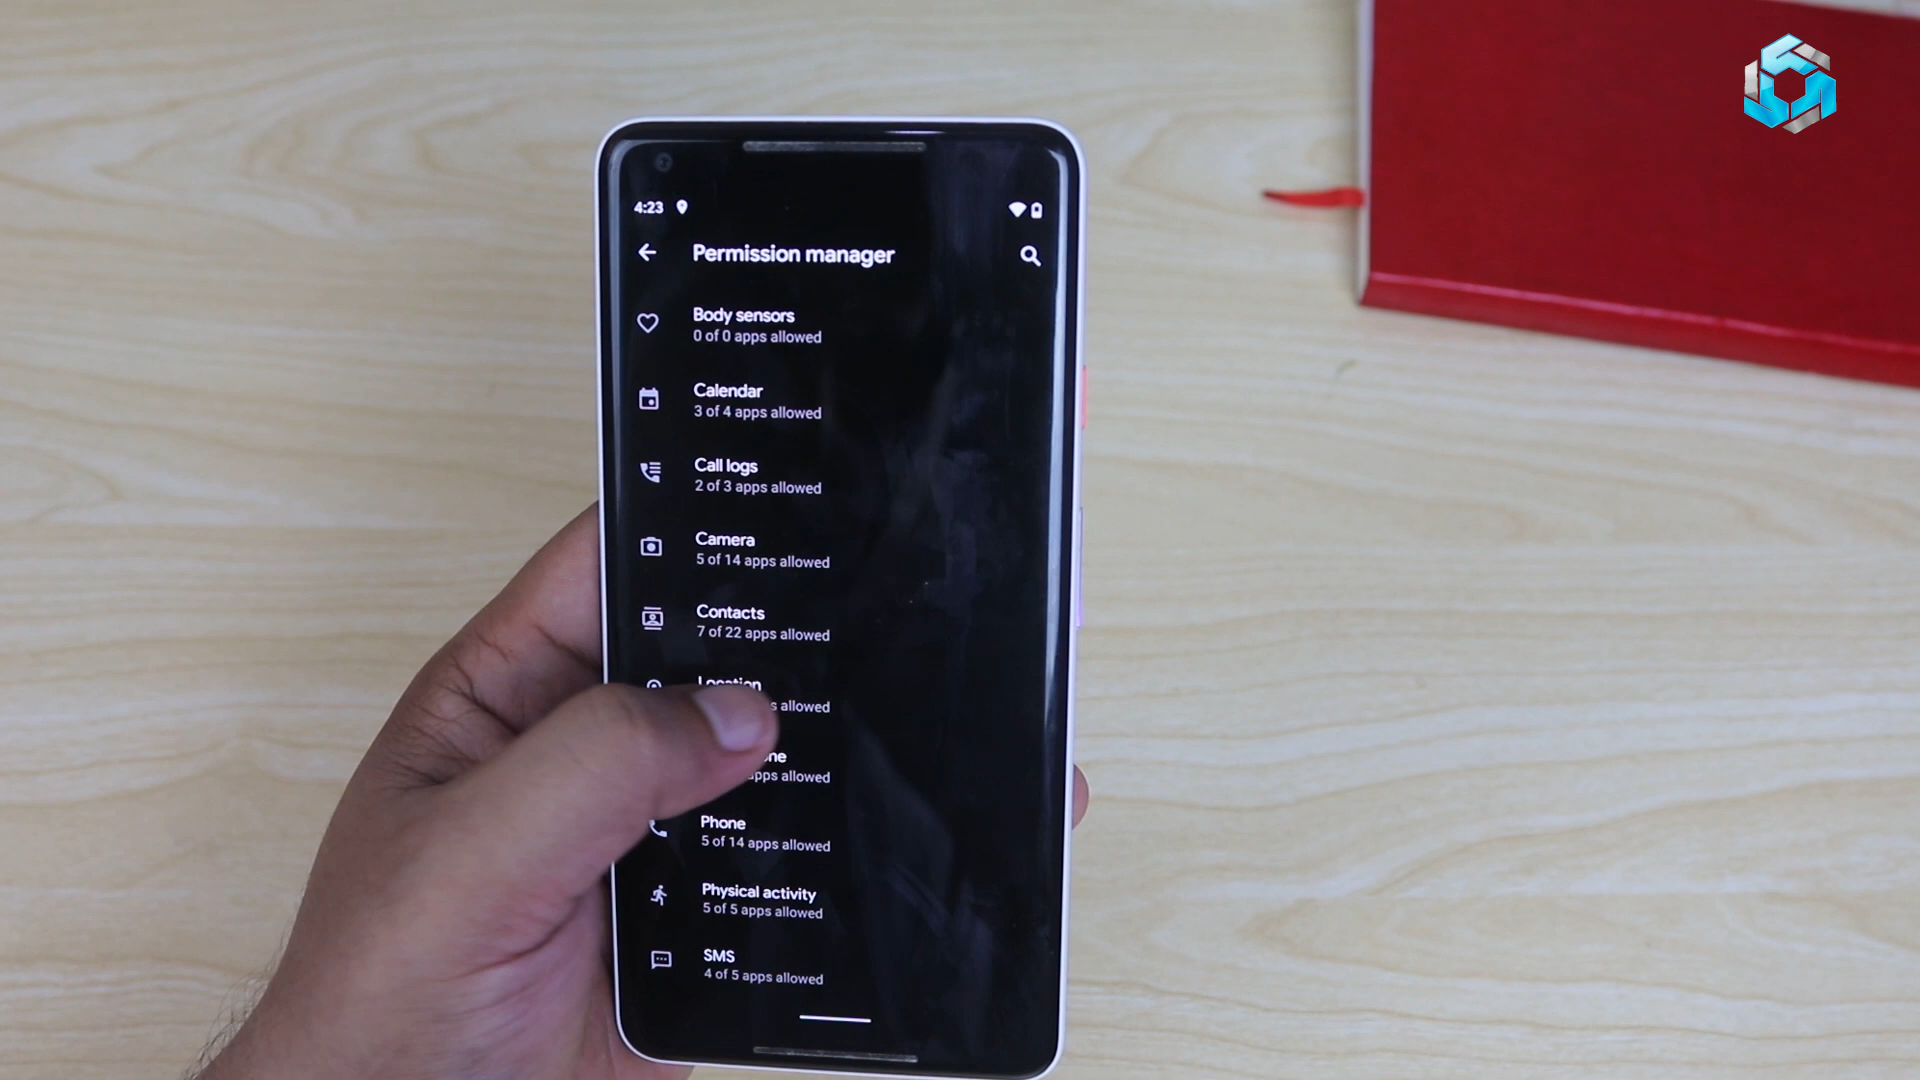 4:23
Permission manager
Body sensors
0 of 0 apps allowed
Calendar
3 of 4 apps allowed
Call logs
2 of 3 apps allowed
Camera
5 of 14 apps allowed
Contacts
7 of 22 apps allowed
Location
allowed
apps allowed
Phone
5 of 14 apps allowed
Physical activity
5 of 5 apps allowed
SMS
4 of 5 apps allowed